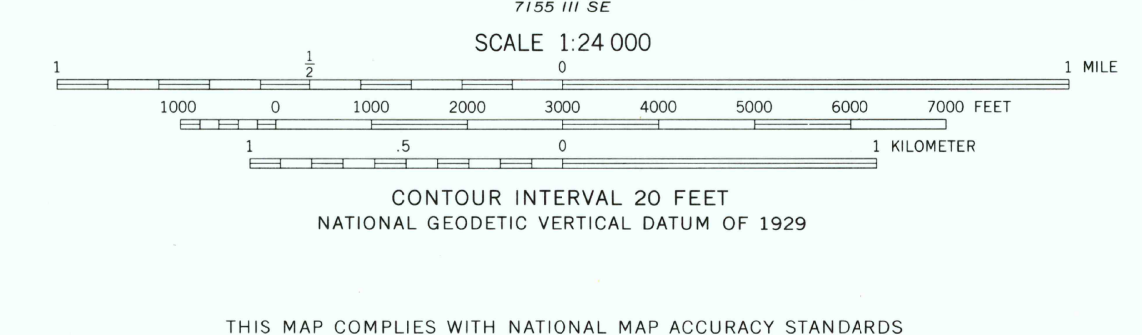 7155 III SE
SCALE 1:24 000
1 1/2 0 1 MILE
1000 0 1000 2000 3000 4000 5000 6000 7000 FEET
1 .5 0 1 KILOMETER
CONTOUR INTERVAL 20 FEET
NATIONAL GEODETIC VERTICAL DATUM OF 1929
THIS MAP COMPLIES WITH NATIONAL MAP ACCURACY STANDARDS